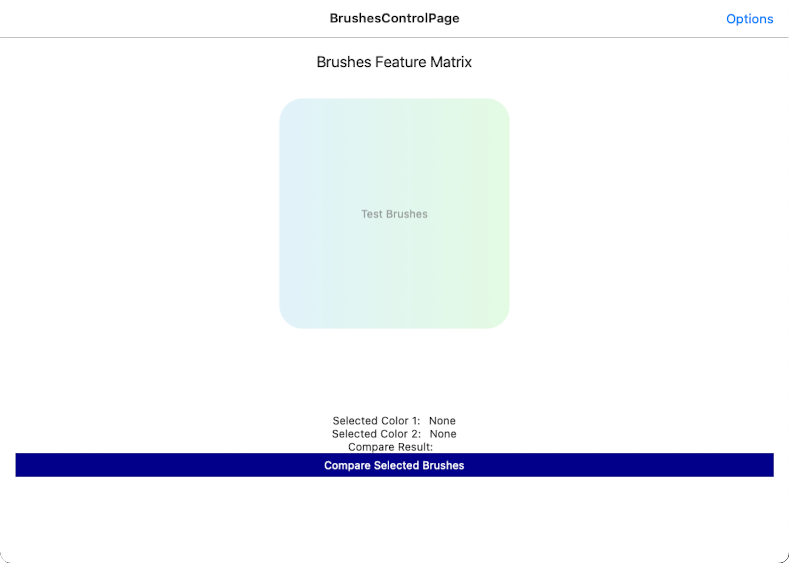 BrushesControlPage
Options
Brushes Feature Matrix
Test Brushes
Selected Color 1: None
Selected Color 2: None
Compare Result:
Compare Selected Brushes